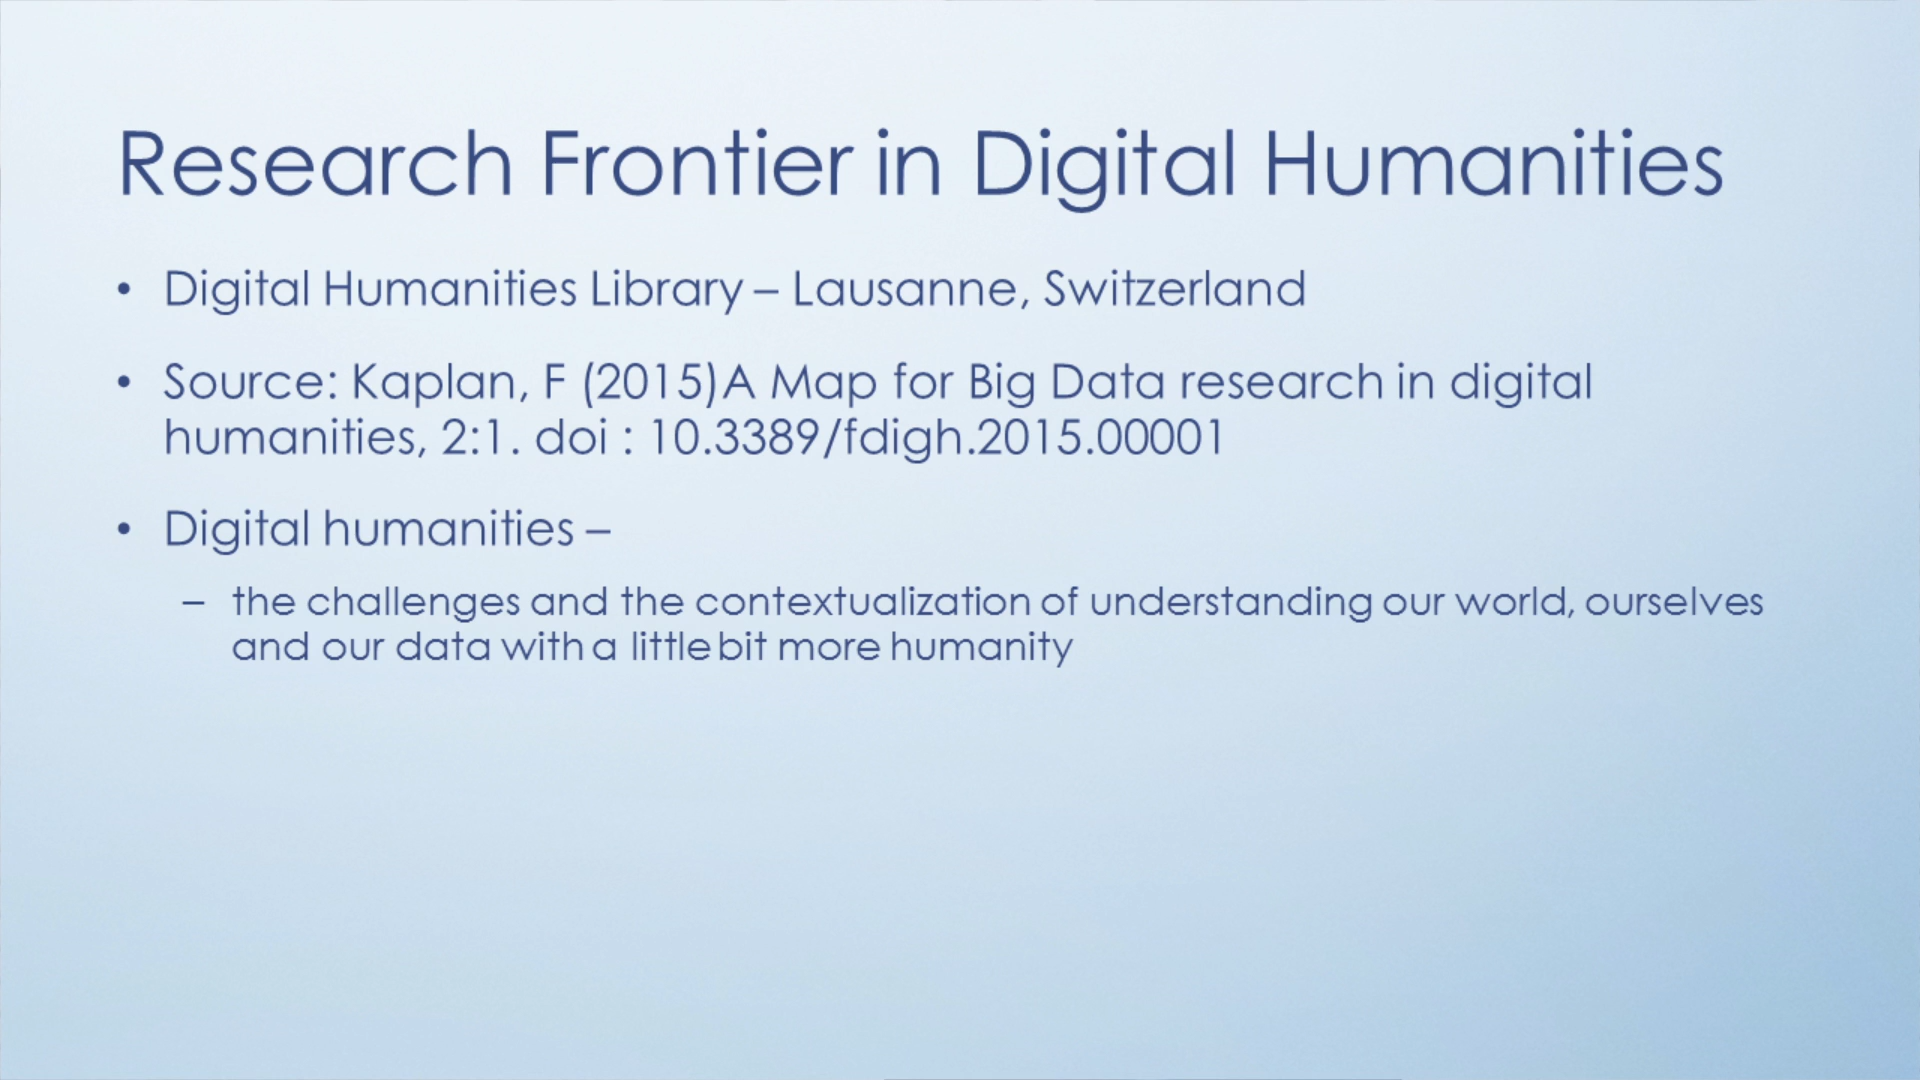 Research Frontier in Digital Humanities
• Digital Humanities Library – Lausanne, Switzerland
• Source: Kaplan, F (2015)A Map for Big Data research in digital
humanities, 2:1. doi : 10.3389/fdigh.2015.00001
• Digital humanities –
– the challenges and the contextualization of understanding our world, ourselves
and our data with a little bit more humanity